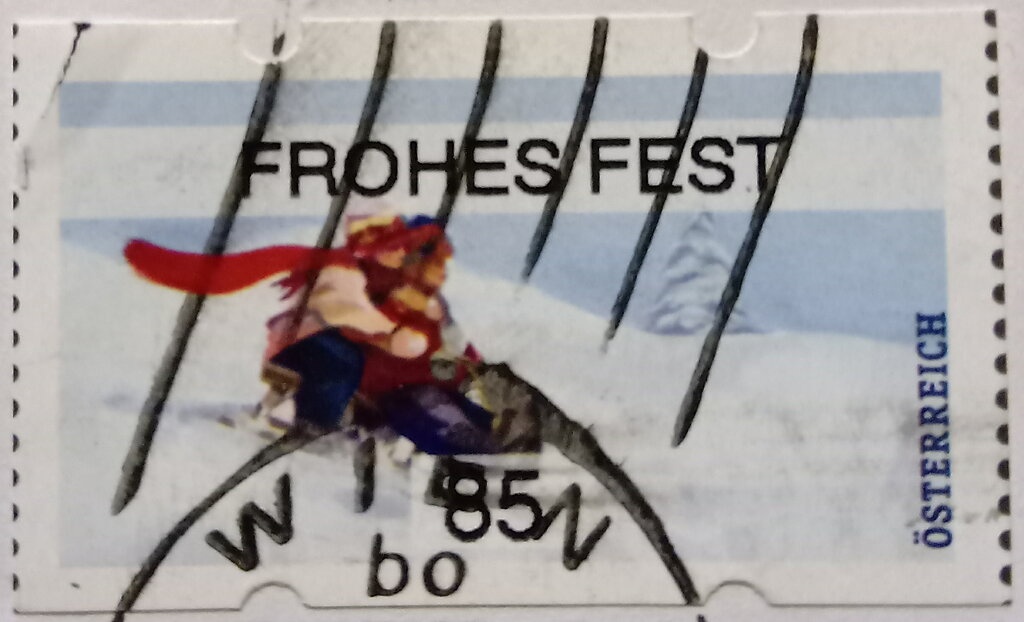 FROHES FEST
ÖSTERREICH
85
bo